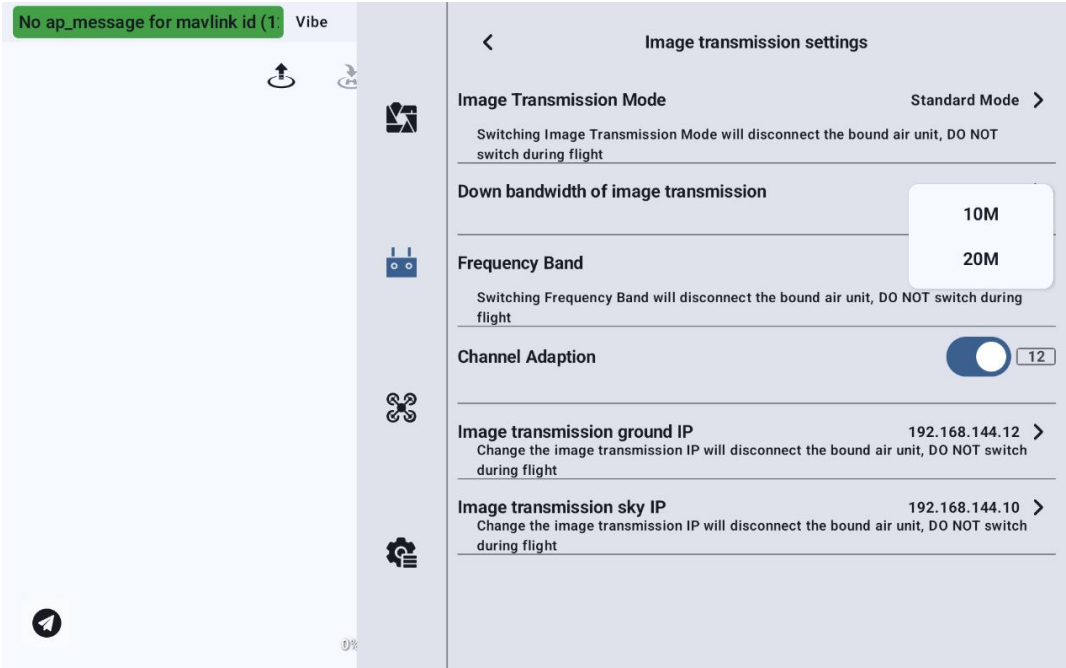 No ap_message for mavlink id (1
Vibe
Image transmission settings
Image Transmission Mode
Standard Mode
Switching Image Transmission Mode will disconnect the bound air unit, DO NOT
switch during flight
Down bandwidth of image transmission
10M
20M
Frequency Band
Switching Frequency Band will disconnect the bound air unit, DO NOT switch during
flight
Channel Adaption
12
Image transmission ground IP
192.168.144.12
Change the image transmission IP will disconnect the bound air unit, DO NOT switch
during flight
Image transmission sky IP
192.168.144.10
Change the image transmission IP will disconnect the bound air unit, DO NOT switch
during flight
0%